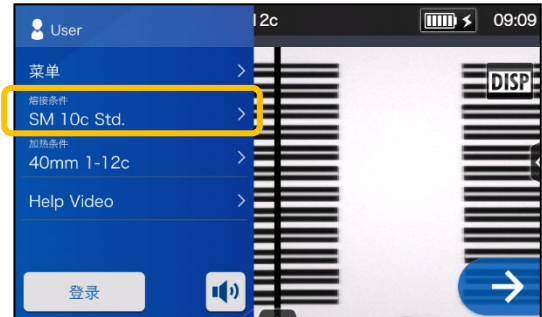 User
12c
09:09
菜单
DISP
熔接条件
SM 10c Std.
加热条件
40mm 1-12c
Help Video
登录